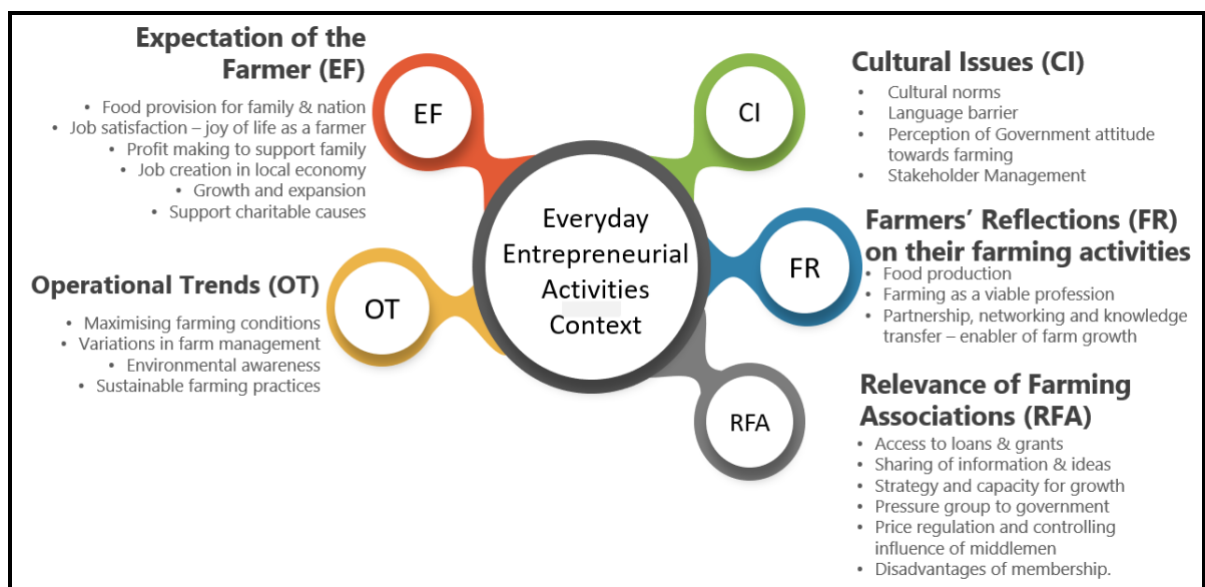 Expectation of the
Farmer (EF)
• Food provision for family & nation
• Job satisfaction – joy of life as a farmer
• Profit making to support family
• Job creation in local economy
• Growth and expansion
• Support charitable causes
EF
Operational Trends (OT)
• Maximising farming conditions
• Variations in farm management
• Environmental awareness
• Sustainable farming practices
OT
Everyday
Entrepreneurial
Activities
Context
CI
Cultural Issues (CI)
• Cultural norms
• Language barrier
• Perception of Government attitude
towards farming
• Stakeholder Management
FR
Farmers’ Reflections (FR)
on their farming activities
• Food production
• Farming as a viable profession
• Partnership, networking and knowledge
transfer – enabler of farm growth
RFA
Relevance of Farming
Associations (RFA)
• Access to loans & grants
• Sharing of information & ideas
• Strategy and capacity for growth
• Pressure group to government
• Price regulation and controlling
influence of middlemen
• Disadvantages of membership.